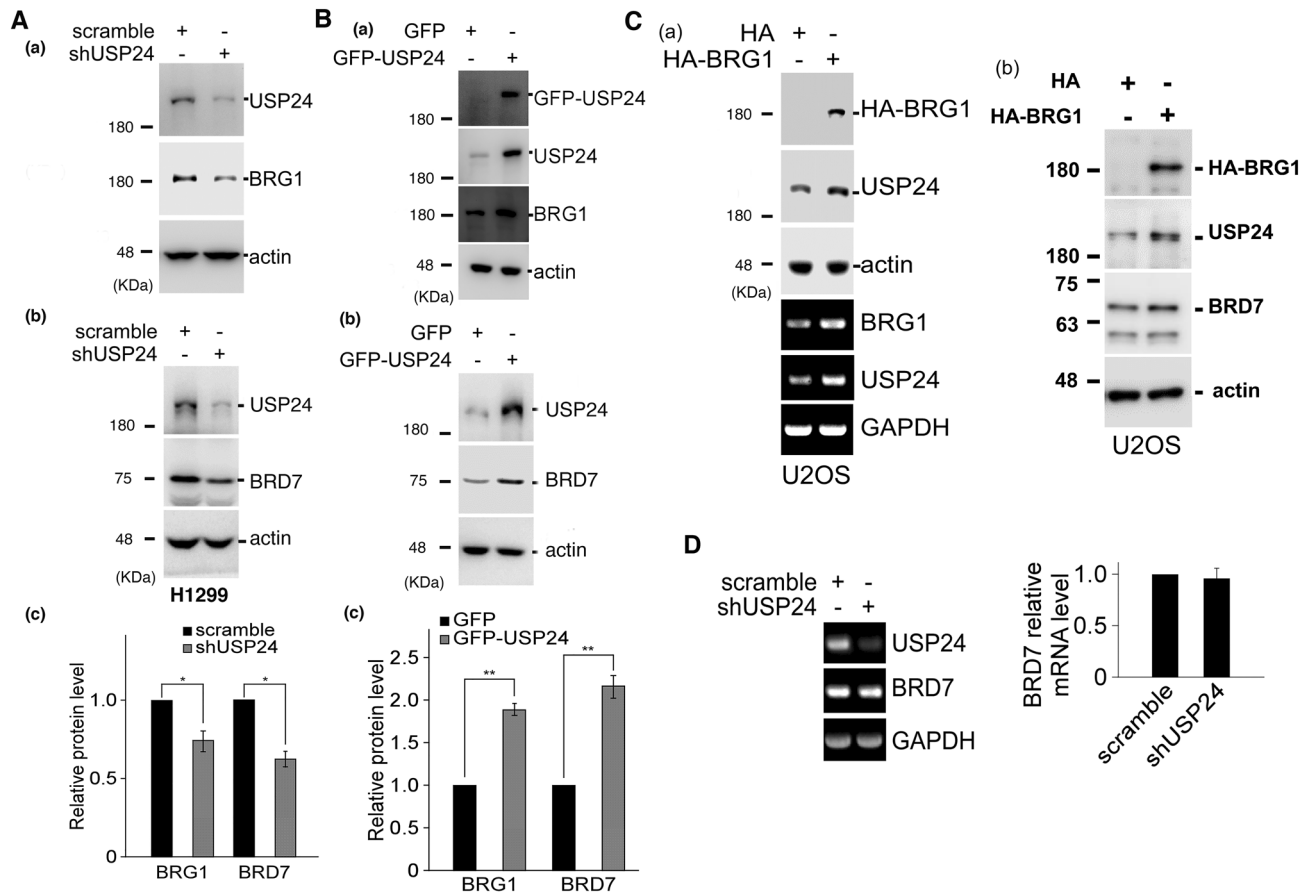 A
(a)
scramble + -
shUSP24 - +
USP24
180
BRG1
180
48
actin
(KDa)
(b)
scramble + -
shUSP24 - +
USP24
180
75
BRD7
48
actin
(KDa)
H1299
(c)
scramble
shUSP24
Relative protein level
1.0
0.5
0
*
*
BRG1
BRD7
B
(a)
GFP + -
GFP-USP24 - +
GFP-USP24
180
USP24
180
180
BRG1
48
actin
(KDa)
(b)
GFP + -
GFP-USP24 - +
USP24
180
75
BRD7
48
actin
(KDa)
(c)
GFP
GFP-USP24
Relative protein level
2.5
2.0
1.5
1.0
0.5
0
**
**
BRG1
BRD7
C
(a)
HA + -
HA-BRG1 - +
180
HA-BRG1
USP24
180
48
actin
(KDa)
BRG1
USP24
GAPDH
U2OS
(b)
HA + -
HA-BRG1 - +
180
HA-BRG1
USP24
180
75
BRD7
63
48
actin
U2OS
D
scramble + -
shUSP24 - +
USP24
BRD7
GAPDH
BRD7 relative
mRNA level
1.0
0.5
0
scramble
shUSP24